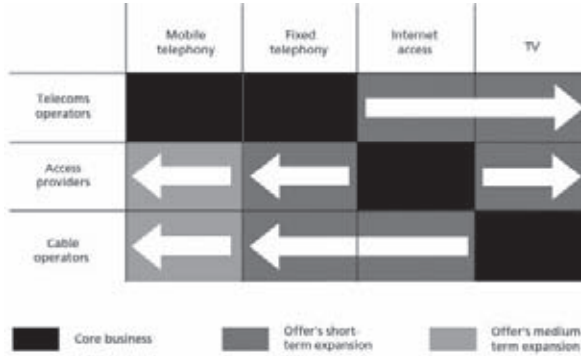 Mobile
telephony
Fixed
telephony
Internet
access
TV
Telecoms
operators
Access
providers
Cable
operators
Core business
Offer's short-
term expansion
Offer's medium
term expansion